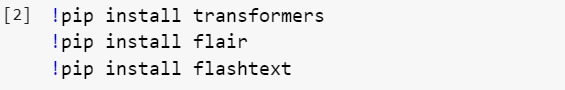 [2] !pip install transformers
!pip install flair
!pip install flashtext